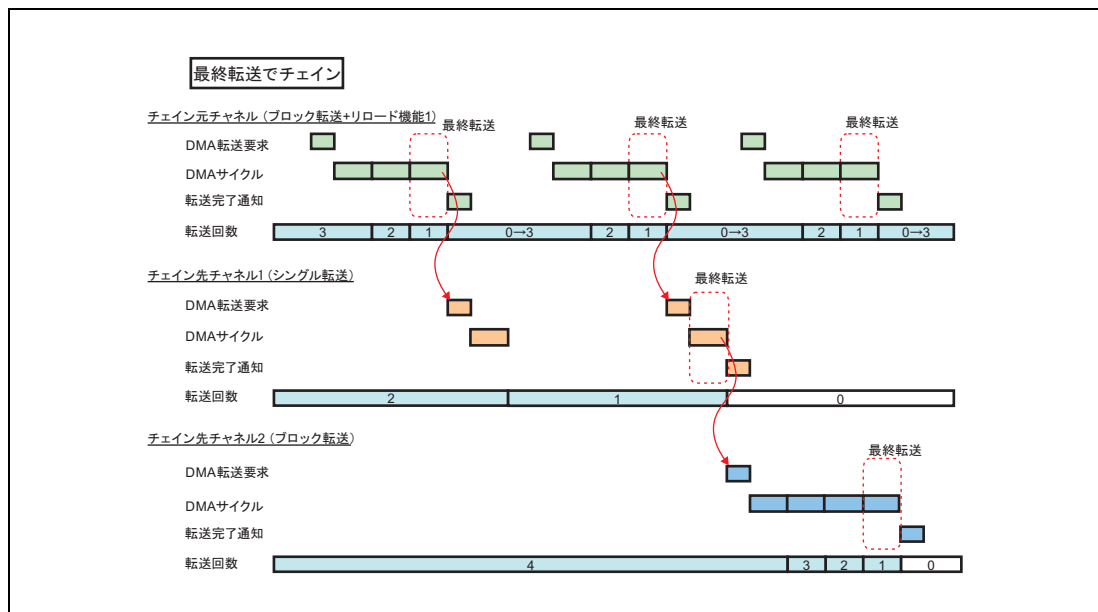 最終転送でチェイン
チェイン元チャネル (ブロック転送+リロード機能1)
最終転送
最終転送
最終転送
DMA転送要求
DMAサイクル
転送完了通知
転送回数
3 2 1 0→3 2 1 0→3 2 1 0→3
チェイン先チャネル1 (シングル転送)
最終転送
DMA転送要求
DMAサイクル
転送完了通知
転送回数
2 1 0
チェイン先チャネル2 (ブロック転送)
最終転送
DMA転送要求
DMAサイクル
転送完了通知
転送回数
4 3 2 1 0